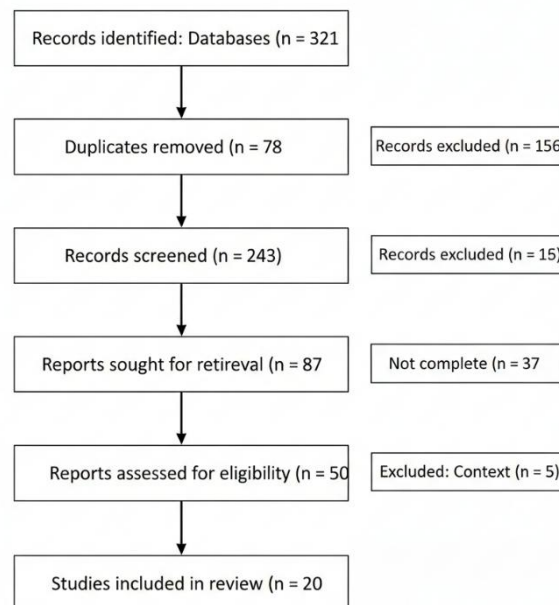 Records identified: Databases (n = 321
Duplicates removed (n = 78
Records excluded (n = 156
Records screened (n = 243)
Records excluded (n = 15)
Reports sought for retireval (n = 87
Not complete (n = 37
Reports assessed for eligibility (n = 50
Excluded: Context (n = 5)
Studies included in review (n = 20